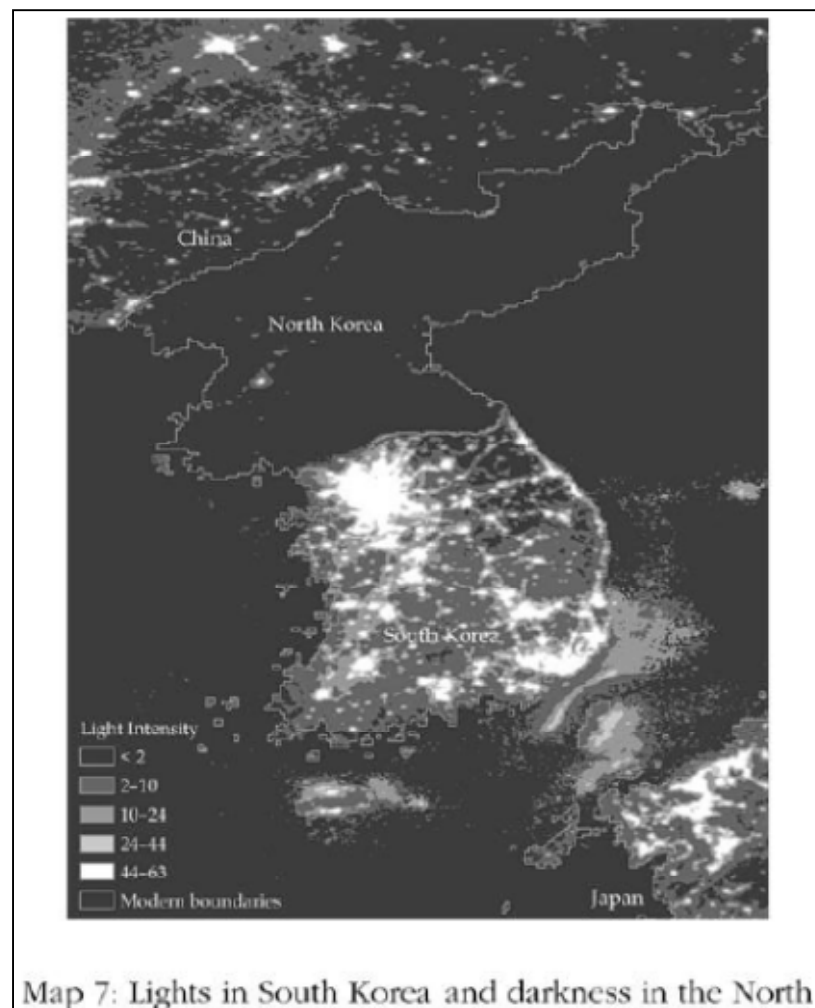 China
North Korea
South Korea
Light Intensity
< 2
2–10
10–24
24–44
44–63
Modern boundaries
Japan
Map 7: Lights in South Korea and darkness in the North